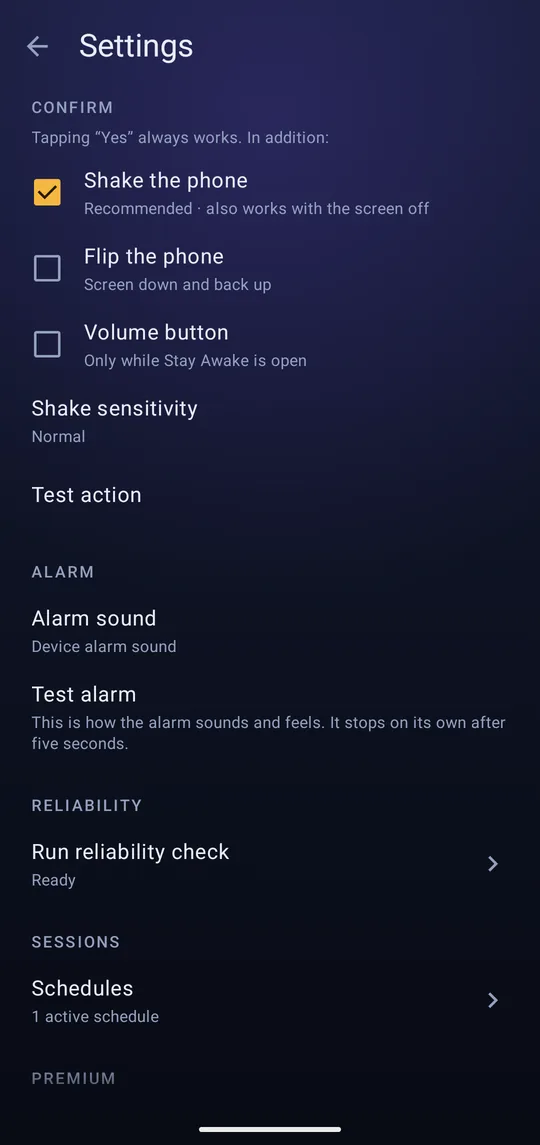 Settings
CONFIRM
Tapping “Yes” always works. In addition:
Shake the phone
Recommended · also works with the screen off
Flip the phone
Screen down and back up
Volume button
Only while Stay Awake is open
Shake sensitivity
Normal
Test action
ALARM
Alarm sound
Device alarm sound
Test alarm
This is how the alarm sounds and feels. It stops on its own after
five seconds.
RELIABILITY
Run reliability check
Ready
SESSIONS
Schedules
1 active schedule
PREMIUM